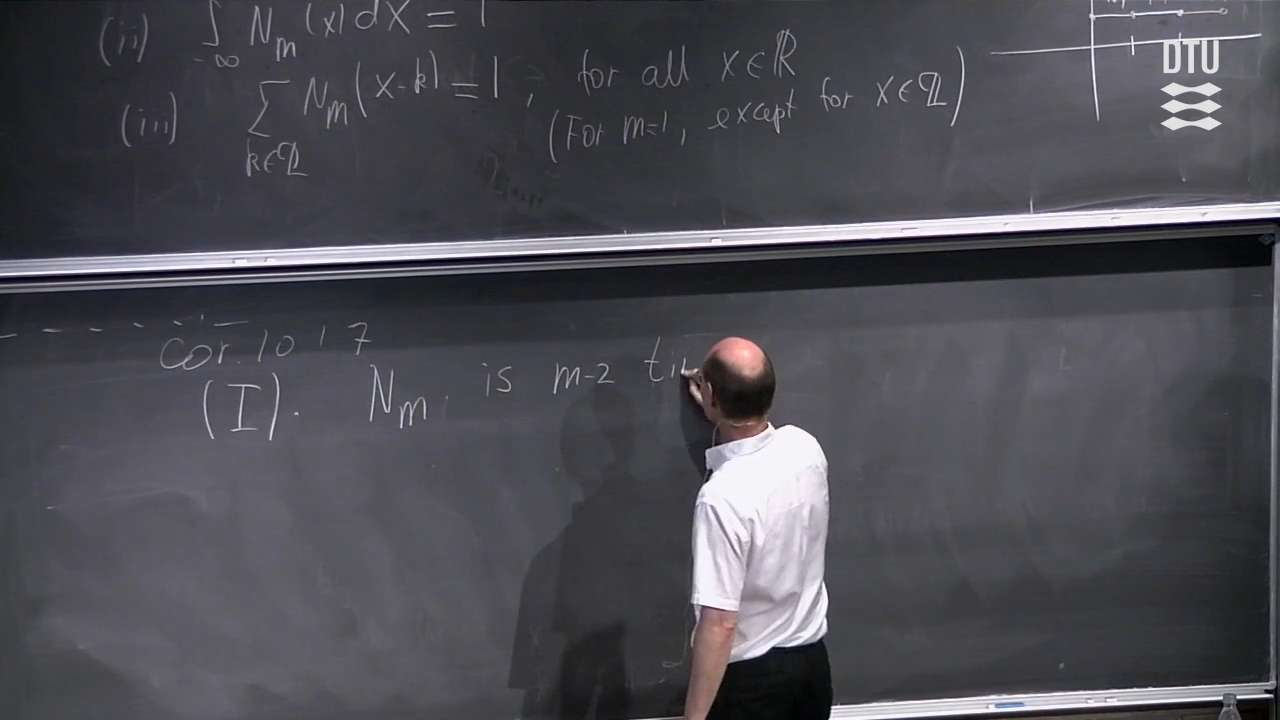 (ii) ∫_{-∞} N_m(x) dx = 1
(iii) Σ_{k∈ℤ} N_m(x-k) = 1, for all x∈ℝ
(For m=1, except for x∈ℤ)
DTU
Cor. 10.1.7
(I). N_m is m-2 ti